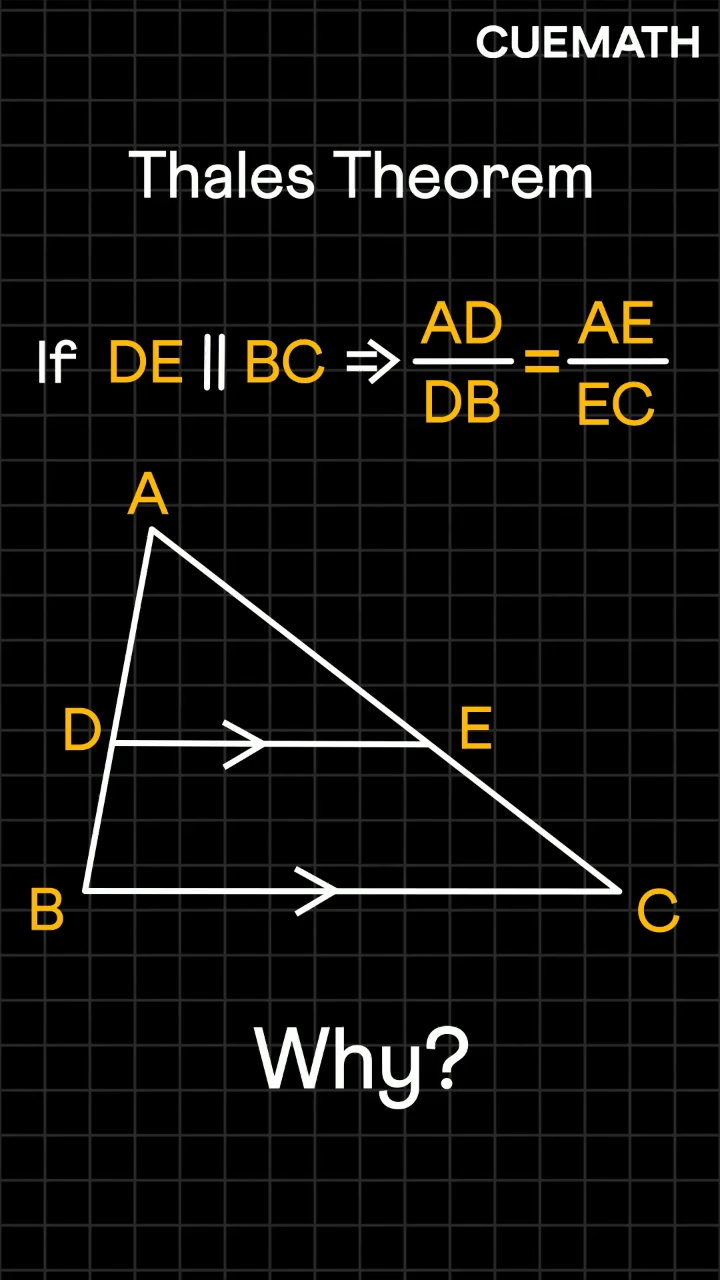 CUEMATH
Thales Theorem
If DE || BC ⇒ AD/DB = AE/EC
A
D
E
B
C
Why?